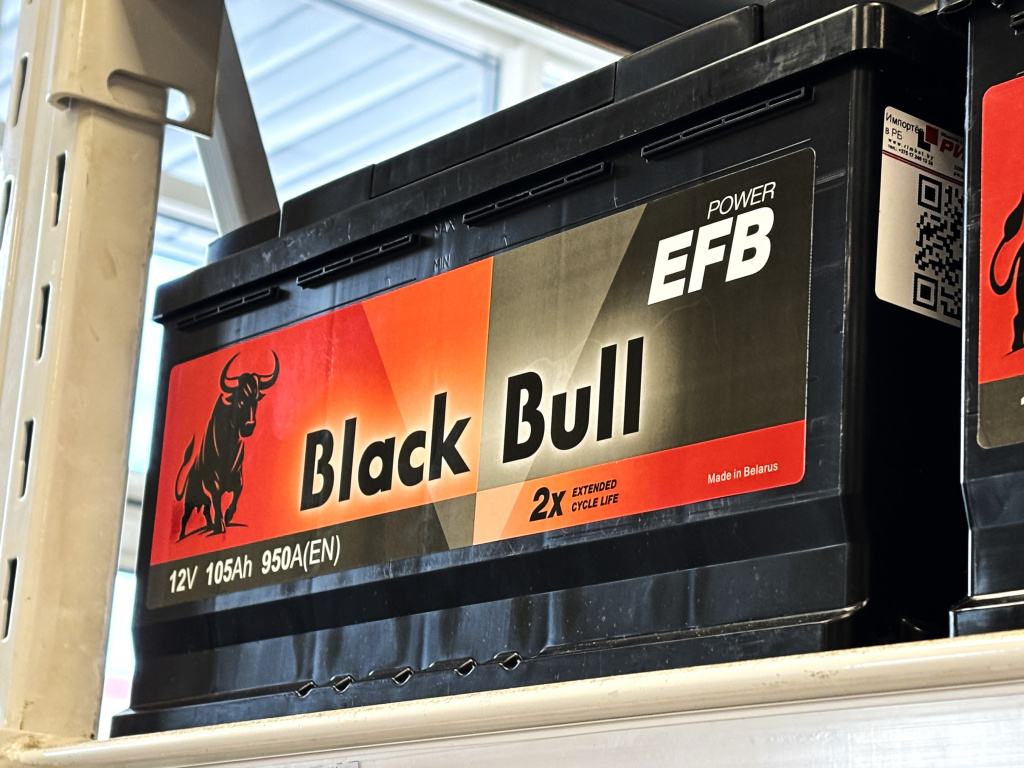 POWER
EFB
Black Bull
2x EXTENDED
CYCLE LIFE
Made in Belarus
12V 105Ah 950A(EN)
MAX
MIN
Импортёр
в РБ